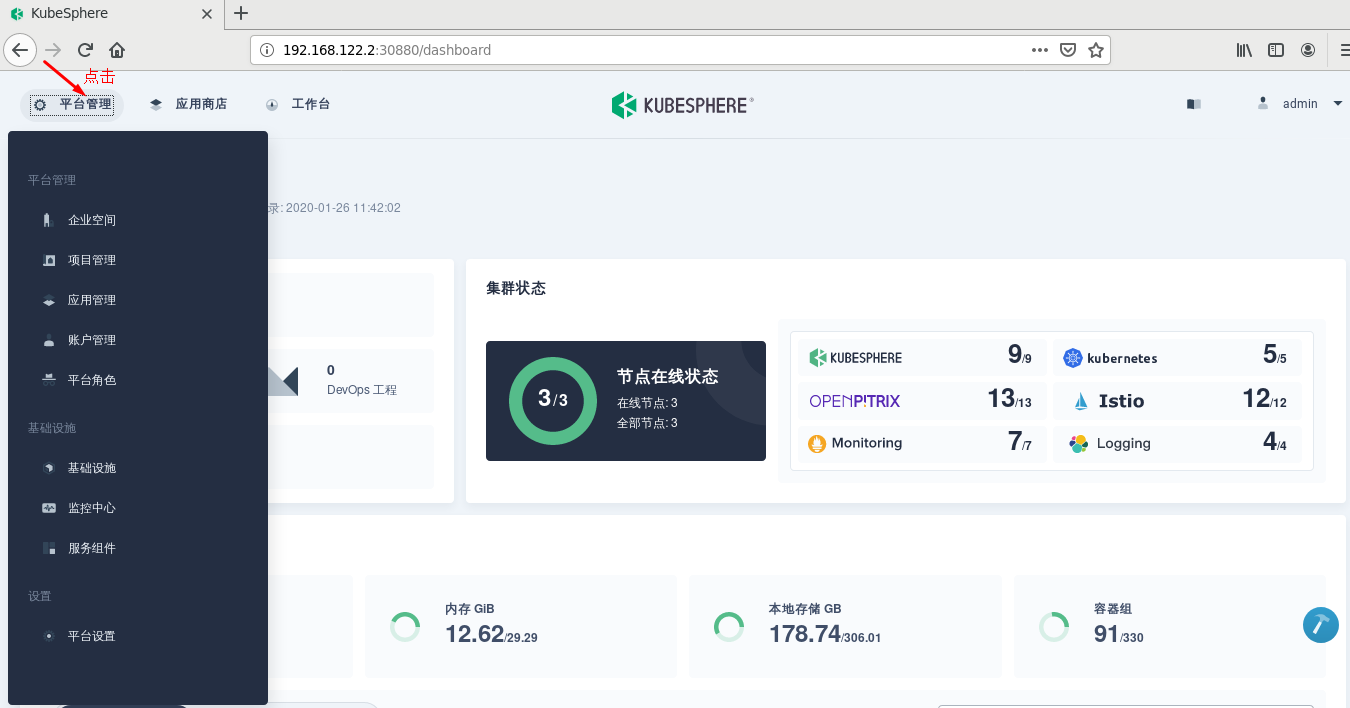 KubeSphere
192.168.122.2:30880/dashboard
点击
平台管理
应用商店
工作台
KUBESPHERE
admin
平台管理
企业空间
项目管理
应用管理
账户管理
平台角色
基础设施
基础设施
监控中心
服务组件
设置
平台设置
录: 2020-01-26 11:42:02
0
DevOps 工程
集群状态
3/3
节点在线状态
在线节点: 3
全部节点: 3
KUBESPHERE 9/9
kubernetes 5/5
OPENPITRIX 13/13
Istio 12/12
Monitoring 7/7
Logging 4/4
内存 GiB
12.62/29.29
本地存储 GB
178.74/306.01
容器组
91/330